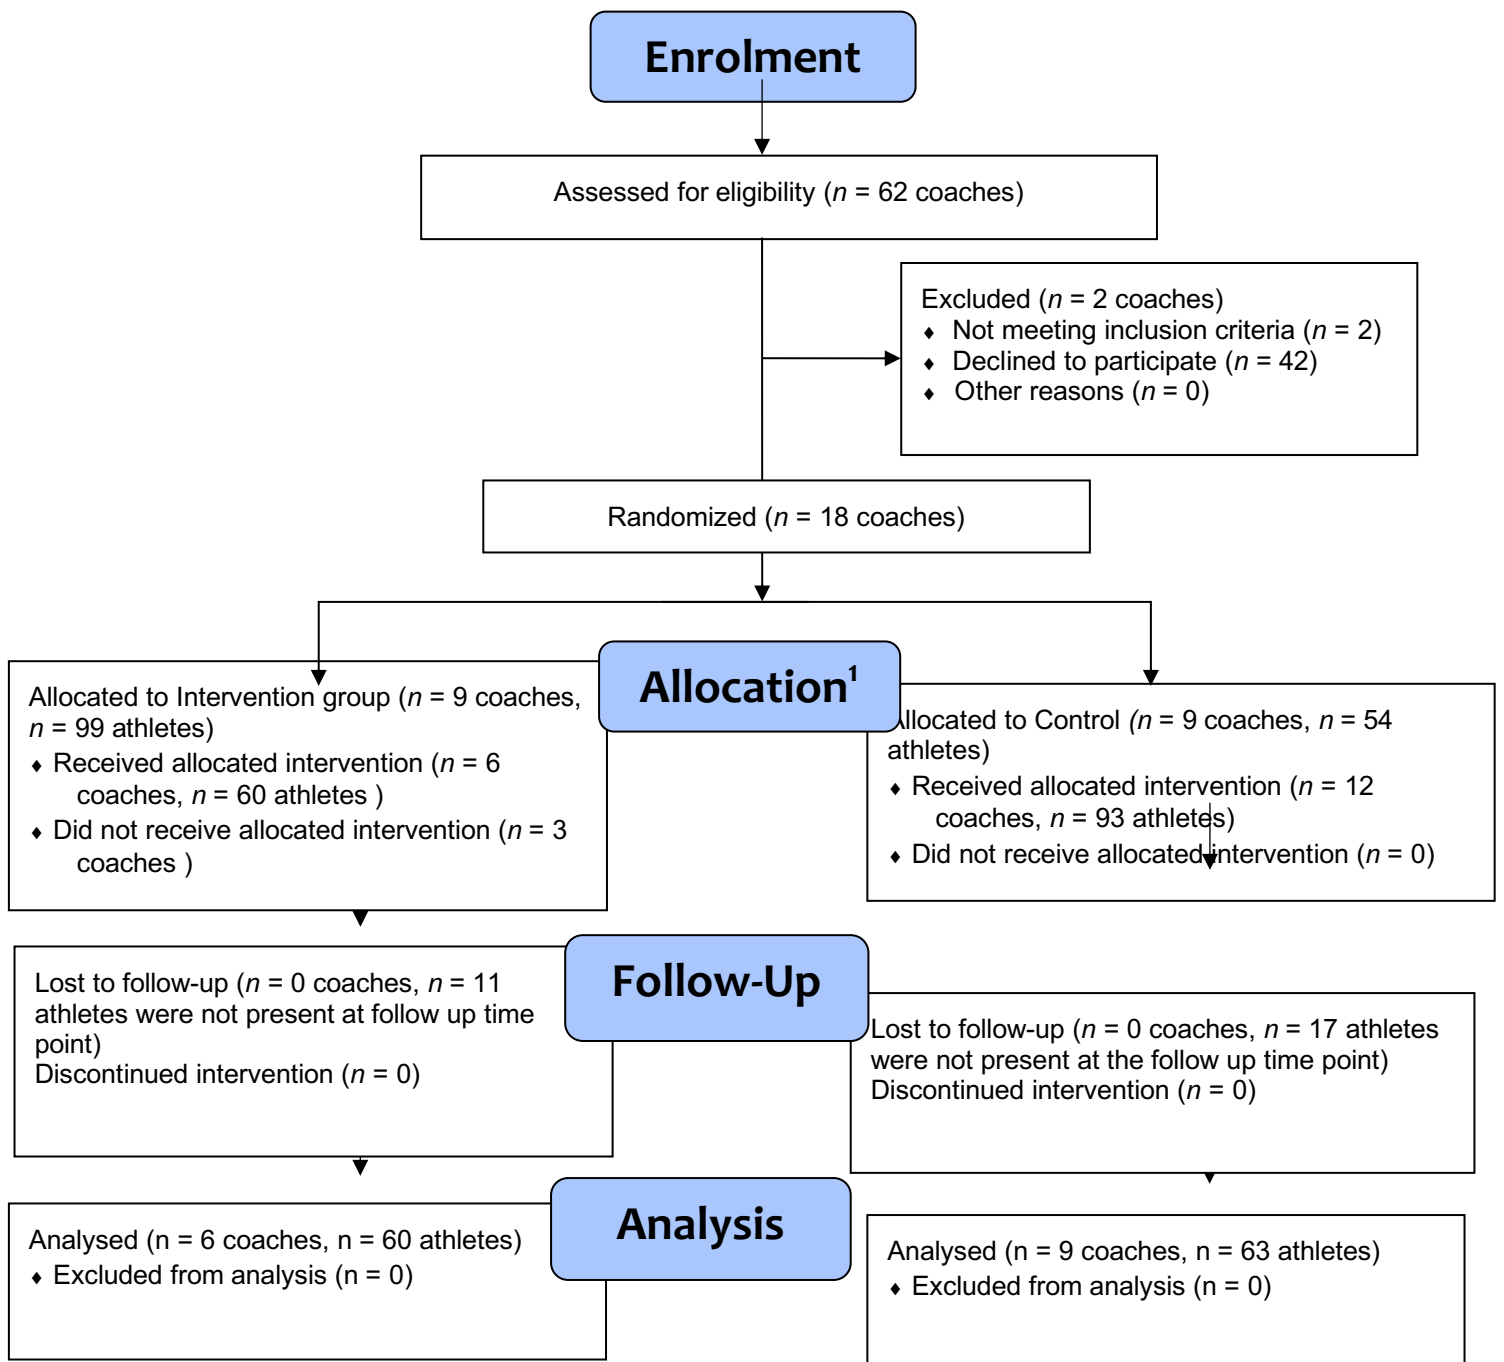 Enrolment
Assessed for eligibility (n = 62 coaches)
Excluded (n = 2 coaches)
♦ Not meeting inclusion criteria (n = 2)
♦ Declined to participate (n = 42)
♦ Other reasons (n = 0)
Randomized (n = 18 coaches)
Allocation¹
Allocated to Intervention group (n = 9 coaches,
n = 99 athletes)
♦ Received allocated intervention (n = 6
coaches, n = 60 athletes )
♦ Did not receive allocated intervention (n = 3
coaches )
Allocated to Control (n = 9 coaches, n = 54
athletes)
♦ Received allocated intervention (n = 12
coaches, n = 93 athletes)
♦ Did not receive allocated intervention (n = 0)
Follow-Up
Lost to follow-up (n = 0 coaches, n = 11
athletes were not present at follow up time
point)
Discontinued intervention (n = 0)
Lost to follow-up (n = 0 coaches, n = 17 athletes
were not present at the follow up time point)
Discontinued intervention (n = 0)
Analysis
Analysed (n = 6 coaches, n = 60 athletes)
♦ Excluded from analysis (n = 0)
Analysed (n = 9 coaches, n = 63 athletes)
♦ Excluded from analysis (n = 0)